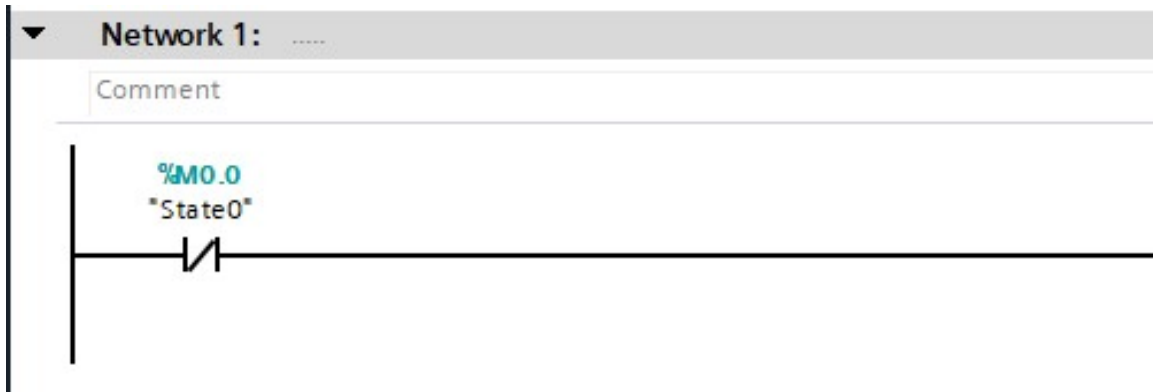 Network 1: .....
Comment
%M0.0
"State0"